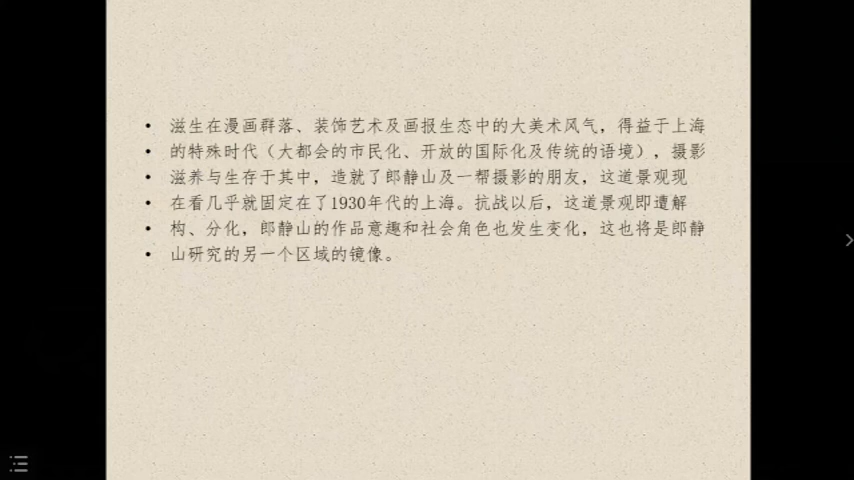 • 滋生在漫画群落、装饰艺术及画报生态中的大美术风气，得益于上海
• 的特殊时代（大都会的市民化、开放的国际化及传统的语境），摄影
• 滋养与生存于其中，造就了郎静山及一帮摄影的朋友，这道景观现
• 在看几乎就固定在了1930年代的上海。抗战以后，这道景观即遭解
• 构、分化，郎静山的作品意趣和社会角色也发生变化，这也将是郎静
• 山研究的另一个区域的镜像。